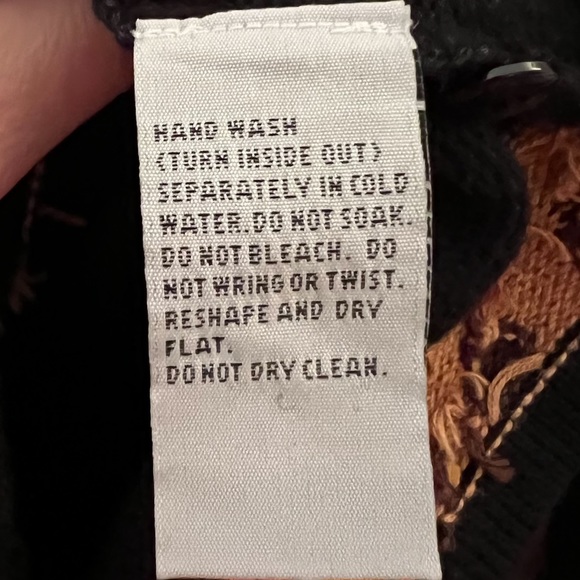 HAND WASH
(TURN INSIDE OUT)
SEPARATELY IN COLD
WATER.DO NOT SOAK.
DO NOT BLEACH. DO
NOT WRING OR TWIST.
RESHAPE AND DRY
FLAT.
DO NOT DRY CLEAN.